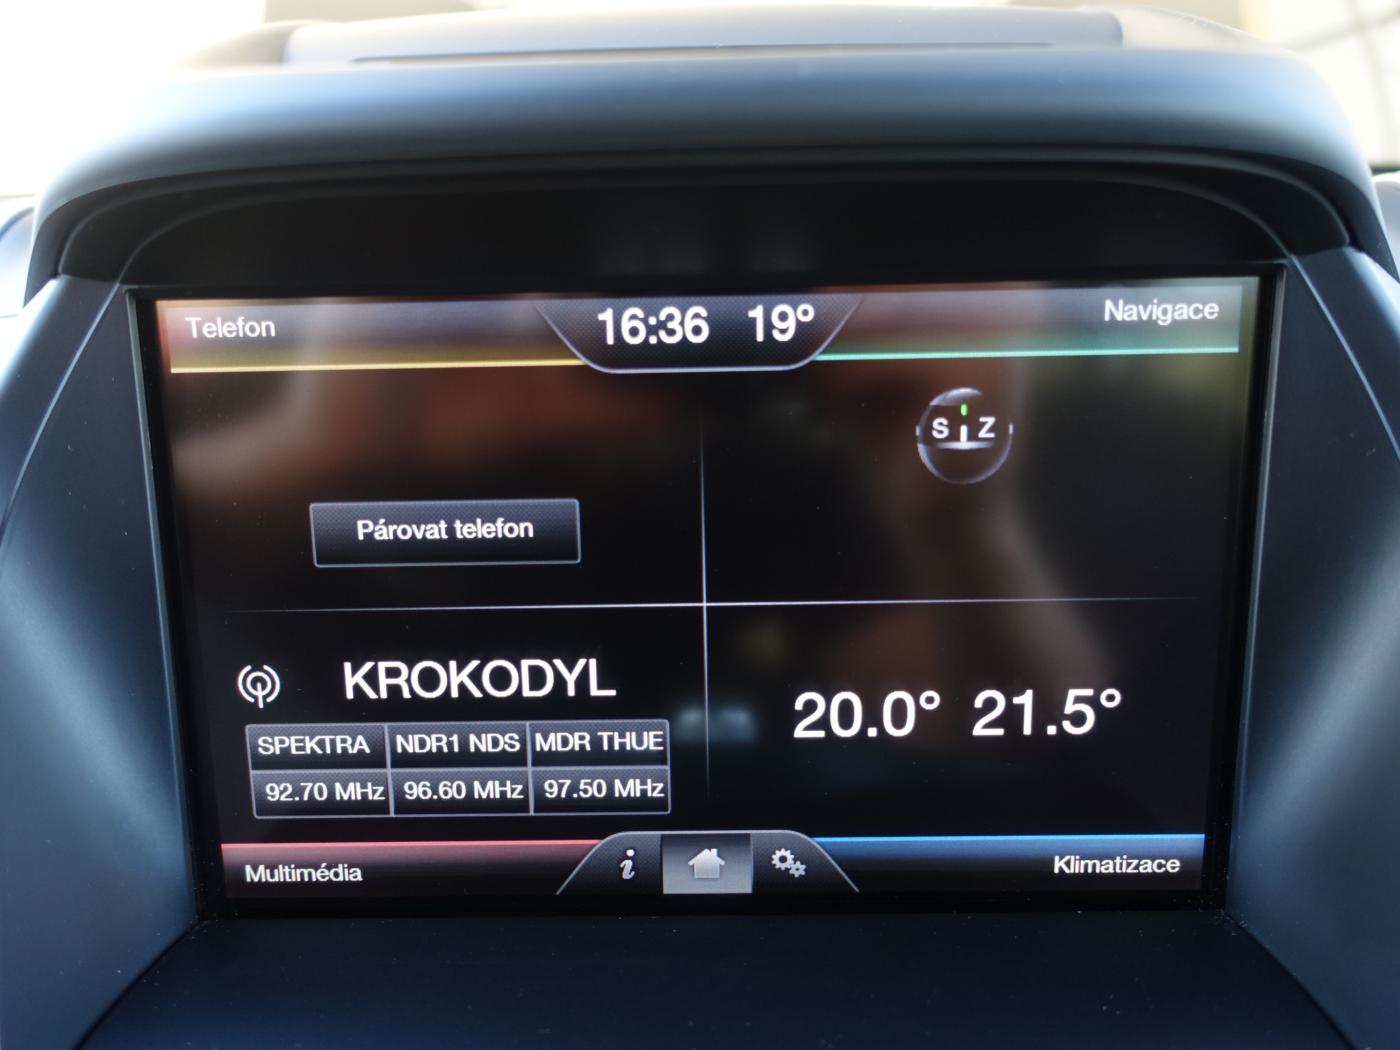 Telefon
16:36 19°
Navigace
S Z
Párovat telefon
KROKODYL
SPEKTRA NDR1 NDS MDR THUE
92.70 MHz 96.60 MHz 97.50 MHz
20.0° 21.5°
Multimédia
i
Klimatizace